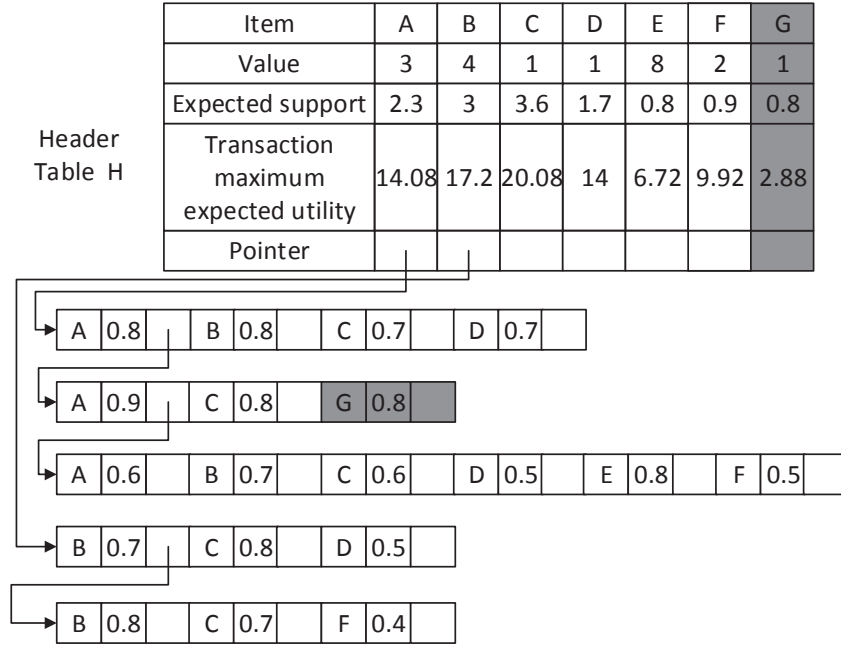 Item A B C D E F G
Value 3 4 1 1 8 2 1
Expected support 2.3 3 3.6 1.7 0.8 0.9 0.8
Header
Table H
Transaction
maximum
expected utility
14.08 17.2 20.08 14 6.72 9.92 2.88
Pointer
A 0.8 B 0.8 C 0.7 D 0.7
A 0.9 C 0.8 G 0.8
A 0.6 B 0.7 C 0.6 D 0.5 E 0.8 F 0.5
B 0.7 C 0.8 D 0.5
B 0.8 C 0.7 F 0.4